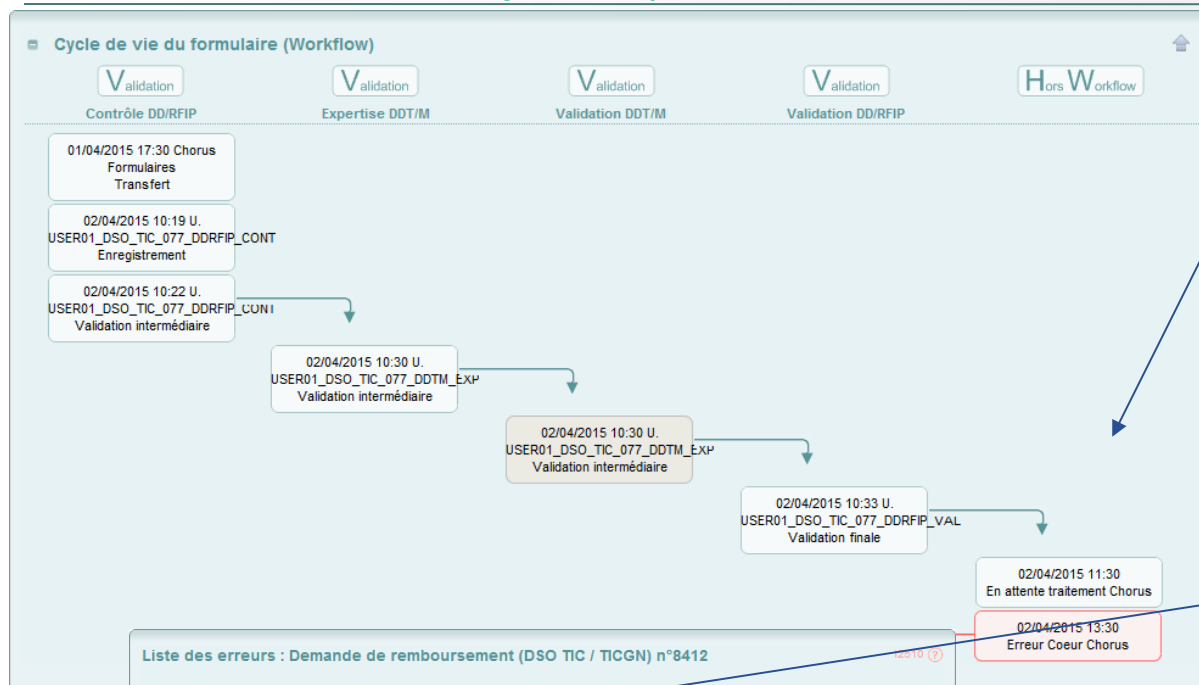 Cycle de vie du formulaire (Workflow)
Validation Validation Validation Validation Hors Workflow
Contrôle DD/RFIP Expertise DDT/M Validation DDT/M Validation DD/RFIP
01/04/2015 17:30 Chorus
Formulaires
Transfert
02/04/2015 10:19 U.
USER01_DSO_TIC_077_DDRFIP_CONT
Enregistrement
02/04/2015 10:22 U.
USER01_DSO_TIC_077_DDRFIP_CONT
Validation intermédiaire
02/04/2015 10:30 U.
USER01_DSO_TIC_077_DDTM_EXP
Validation intermédiaire
02/04/2015 10:30 U.
USER01_DSO_TIC_077_DDTM_EXP
Validation intermédiaire
02/04/2015 10:33 U.
USER01_DSO_TIC_077_DDRFIP_VAL
Validation finale
02/04/2015 11:30
En attente traitement Chorus
02/04/2015 13:30
Erreur Coeur Chorus
Liste des erreurs : Demande de remboursement (DSO TIC / TICGN) n°8412